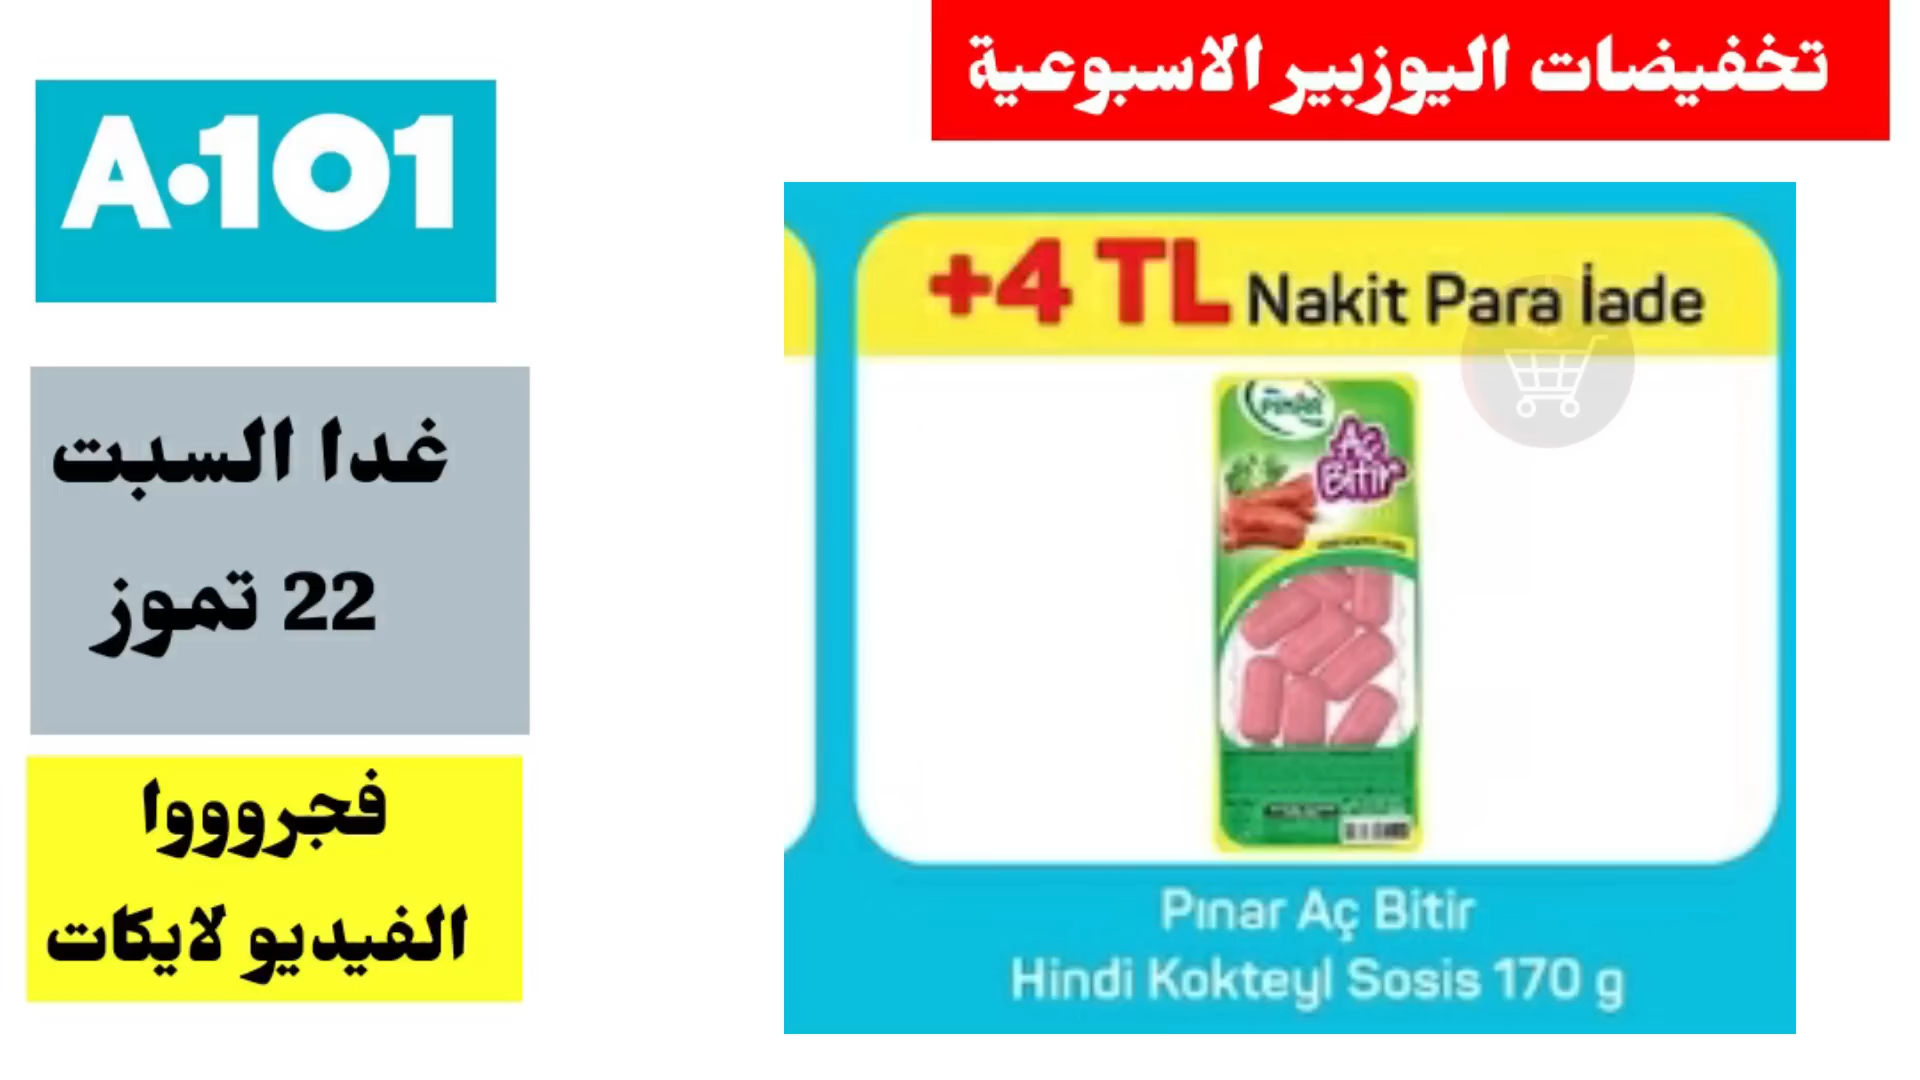 تخفيضات اليوزبير الاسبوعية
A101
غدا السبت
22 تموز
فجروووا
الفيديو لايكات
+4 TL Nakit Para İade
Pınar
Aç
Bitir
Pınar Aç Bitir
Hindi Kokteyl Sosis 170 g